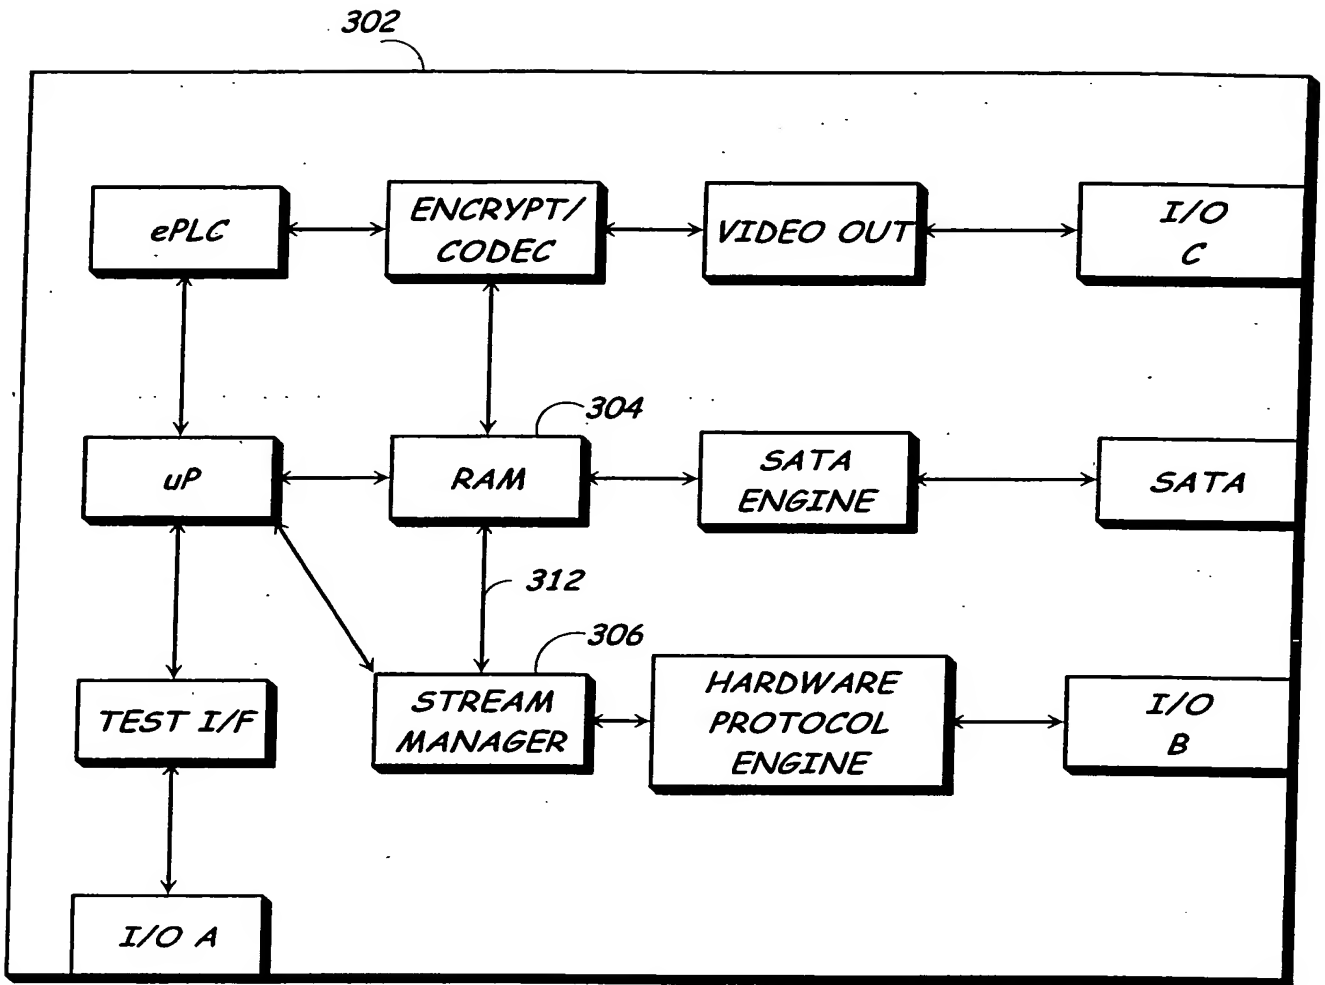 302
ePLC
ENCRYPT/
CODEC
VIDEO OUT
I/O
C
304
uP
RAM
SATA
ENGINE
SATA
312
306
TEST I/F
STREAM
MANAGER
HARDWARE
PROTOCOL
ENGINE
I/O
B
I/O A